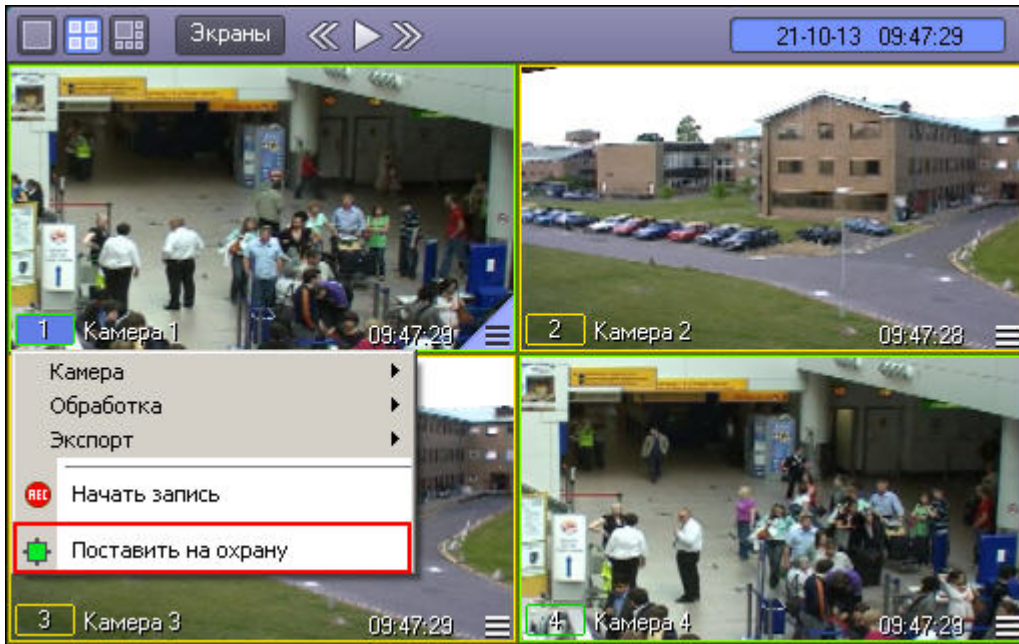 Экраны
21-10-13 09:47:29
1 Камера 1 09:47:29
2 Камера 2 09:47:28
Камера
Обработка
Экспорт
REC Начать запись
Поставить на охрану
3 Камера 3 09:47:29
4 Камера 4 09:47:29